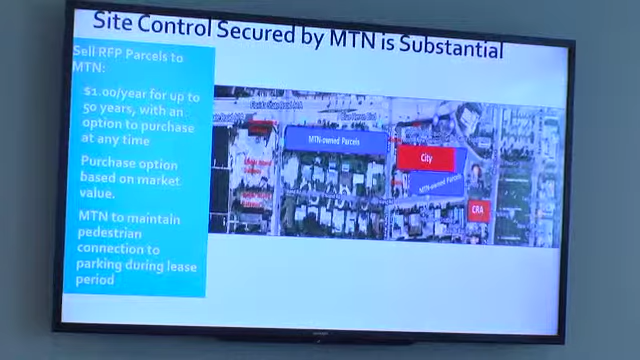 Site Control Secured by MTN is Substantial
Sell RFP Parcels to
MTN:
$1.00/year for up to
50 years, with an
option to purchase
at any time
Purchase option
based on market
value.
MTN to maintain
pedestrian
connection to
parking during lease
period
MTN-owned Parcels
City
MTN-owned Parcels
CRA